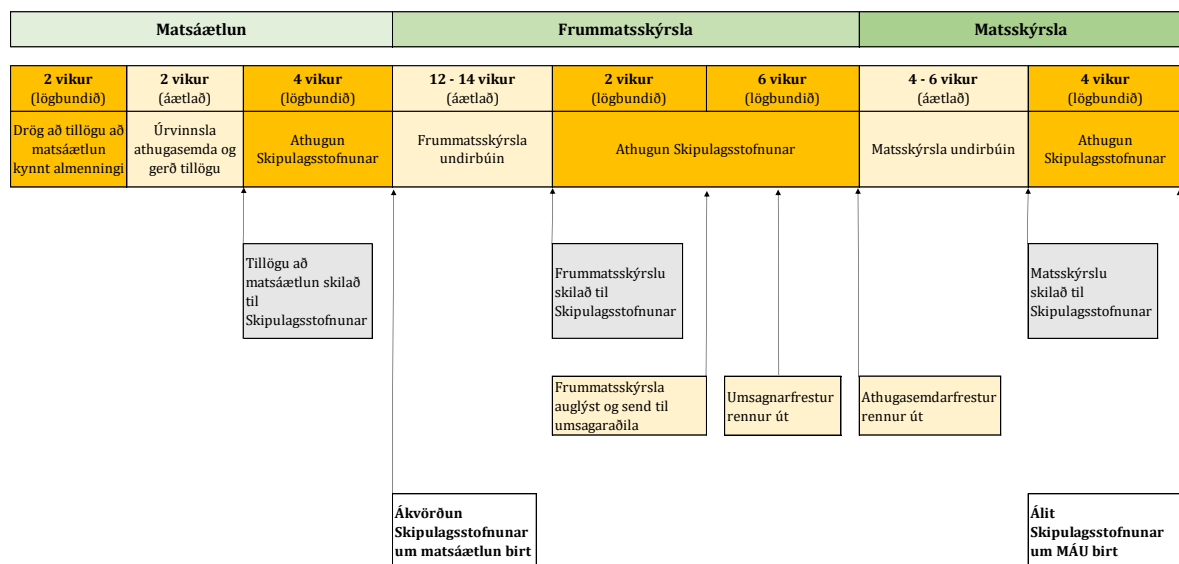 Matsáætlun
Frummatsskýrsla
Matsskýrsla
2 vikur
(lögbundið)
2 vikur
(áætlað)
4 vikur
(lögbundið)
12 - 14 vikur
(áætlað)
2 vikur
(lögbundið)
6 vikur
(lögbundið)
4 - 6 vikur
(áætlað)
4 vikur
(lögbundið)
Drög að tillögu að
matsáætlun
kynnt almenningi
Úrvinnsla
athugasemda og
gerð tillögu
Athugun
Skipulagsstofnunar
Frummatsskýrsla
undirbúin
Athugun Skipulagsstofnunar
Matsskýrsla undirbúin
Athugun
Skipulagsstofnunar
Tillögu að
matsáætlun skilað
til
Skipulagsstofnunar
Frummatsskýrslu
skilað til
Skipulagsstofnunar
Matsskýrslu
skilað til
Skipulagsstofnunar
Frummatsskýrsla
auglýst og send til
umsagaraðila
Umsagnarfrestur
rennur út
Athugasemdarfrestur
rennur út
Ákvörðun
Skipulagsstofnunar
um matsáætlun birt
Álit
Skipulagsstofnunar
um MÁU birt